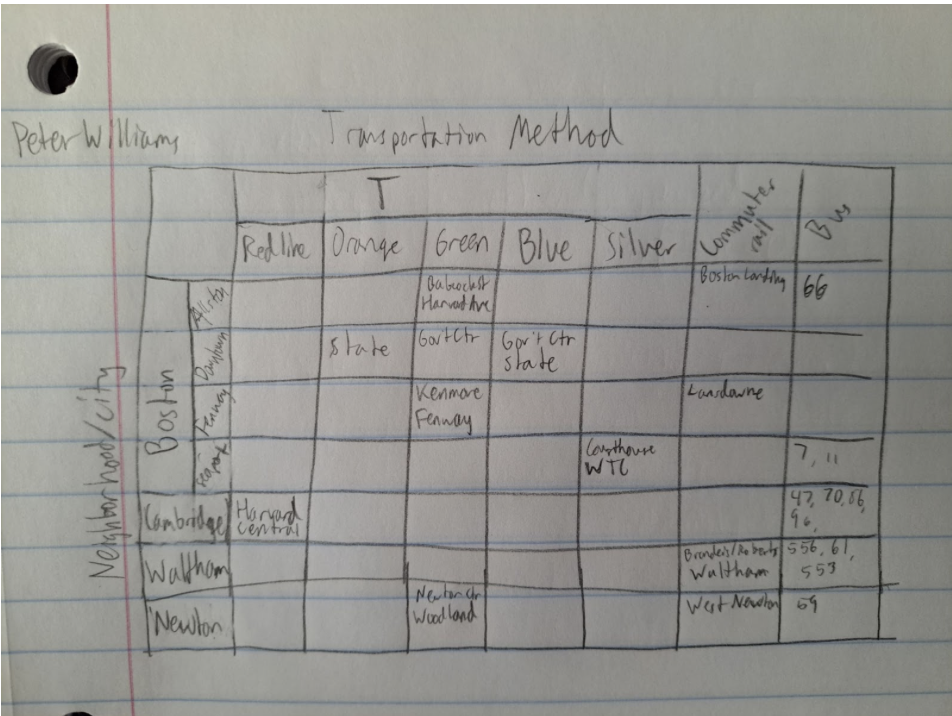 Peter Williams
Transportation Method
T
Commuter rail
Bus
Red line Orange Green Blue Silver
Neighborhood/City
Boston
Allston
Babcock st
Harvard Ave
Boston Landing
66
Downtown
State
Gov't Ctr
Gov't Ctr
State
Fenway
Kenmore
Fenway
Lansdowne
Seaport
Courthouse
WTC
7, 11
Cambridge
Harvard
Central
47, 70, 66,
96,
Waltham
Brandeis/Roberts
Waltham
556, 61,
553
Newton
Newton Ctr
Woodland
West Newton
59